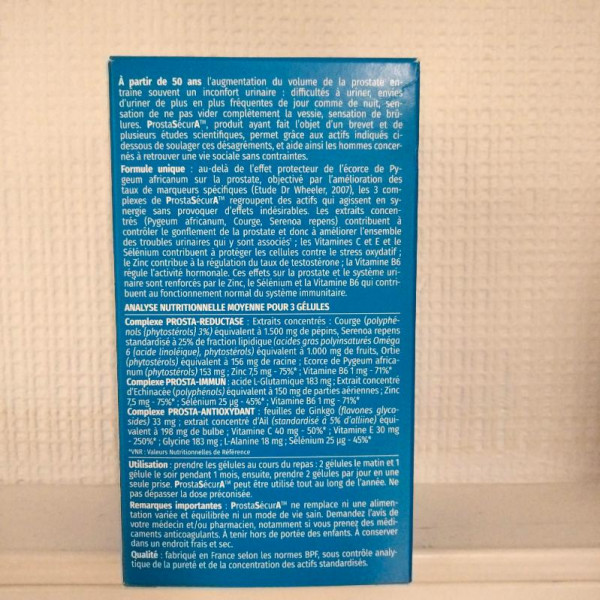 À partir de 50 ans l'augmentation du volume de la prostate en-
traine souvent un inconfort urinaire : difficultés à uriner, envies
d'uriner de plus en plus fréquentes de jour comme de nuit, sen-
sation de ne pas vider complètement la vessie, sensation de brû-
lures. ProstaSécurA™, produit ayant fait l'objet d'un brevet et de
plusieurs études scientifiques, permet grâce aux actifs indiqués ci-
dessous de soulager ces désagréments, et aide ainsi les hommes concer-
nés à retrouver une vie sociale sans contraintes.
Formule unique : au-delà de l'effet protecteur de l'écorce de Py-
geum africanum sur la prostate, objectivé par l'amélioration des
taux de marqueurs spécifiques (Etude Dr Wheeler, 2007), les 3 com-
plexes de ProstaSécurA™ regroupent des actifs qui agissent en sy-
nergie sans provoquer d'effets indésirables. Les extraits concen-
trés (Pygeum africanum, Courge, Serenoa repens) contribuent à
contrôler le gonflement de la prostate et donc à améliorer l'ensemble
des troubles urinaires qui y sont associés ; les Vitamines C et E et le
Sélénium contribuent à protéger les cellules contre le stress oxydatif ;
le Zinc contribue à la régulation du taux de testostérone ; la Vitamine B6
régule l'activité hormonale. Ces effets sur la prostate et le système uri-
naire sont renforcés par le Zinc, le Sélénium et la Vitamine B6 qui contri-
buent au fonctionnement normal du système immunitaire.
ANALYSE NUTRITIONNELLE MOYENNE POUR 3 GÉLULES
Complexe PROSTA-REDUCTASE : Extraits concentrés : Courge (polyphé-
nols (phytostérols) 3%) équivalent à 1.500 mg de pépins, Serenoa repens
standardisé à 25% de fraction lipidique (acides gras polyinsaturés Oméga
6 (acide linoléique), phytostérols) équivalent à 1.000 mg de fruits, Ortie
(phytostérols) équivalent à 156 mg de racine ; Ecorce de Pygeum africa-
num (phytostérols) 153 mg ; Zinc 7,5 mg - 75%* ; Vitamine B6 1 mg - 71%*
Complexe PROSTA-IMMUN : acide L-Glutamique 183 mg ; Extrait concentré
d'Echinacée (polyphénols) équivalent à 150 mg de parties aériennes ; Zinc
7,5 mg - 75%* ; Sélénium 25 µg - 45%* ; Vitamine B6 1 mg - 71%*
Complexe PROSTA-ANTIOXYDANT : feuilles de Ginkgo (flavones glyco-
sides) 33 mg ; extrait concentré d'Ail (standardisé à 5% d'alliine) équi-
valent à 198 mg de bulbe ; Vitamine C 40 mg - 50%* ; Vitamine E 30 mg
- 250%* ; Glycine 183 mg ; L-Alanine 18 mg ; Sélénium 25 µg - 45%*
*VNR : Valeurs Nutritionnelles de Référence
Utilisation : prendre les gélules au cours du repas : 2 gélules le matin et 1
gélule le soir pendant 1 mois, ensuite, prendre 2 gélules par jour en une
seule prise. ProstaSécurA™ peut être utilisé tout au long de l'année. Ne
pas dépasser la dose préconisée.
Remarques importantes : ProstaSécurA™ ne remplace ni une alimen-
tation variée et équilibrée ni un mode de vie sain. Demandez l'avis de
votre médecin et/ou pharmacien, notamment si vous prenez des médi-
caments anticoagulants. À tenir hors de portée des enfants. À conserver
dans un endroit frais et sec.
Qualité : fabriqué en France selon les normes BPF, sous contrôle analy-
tique de la pureté et de la concentration des actifs standardisés.